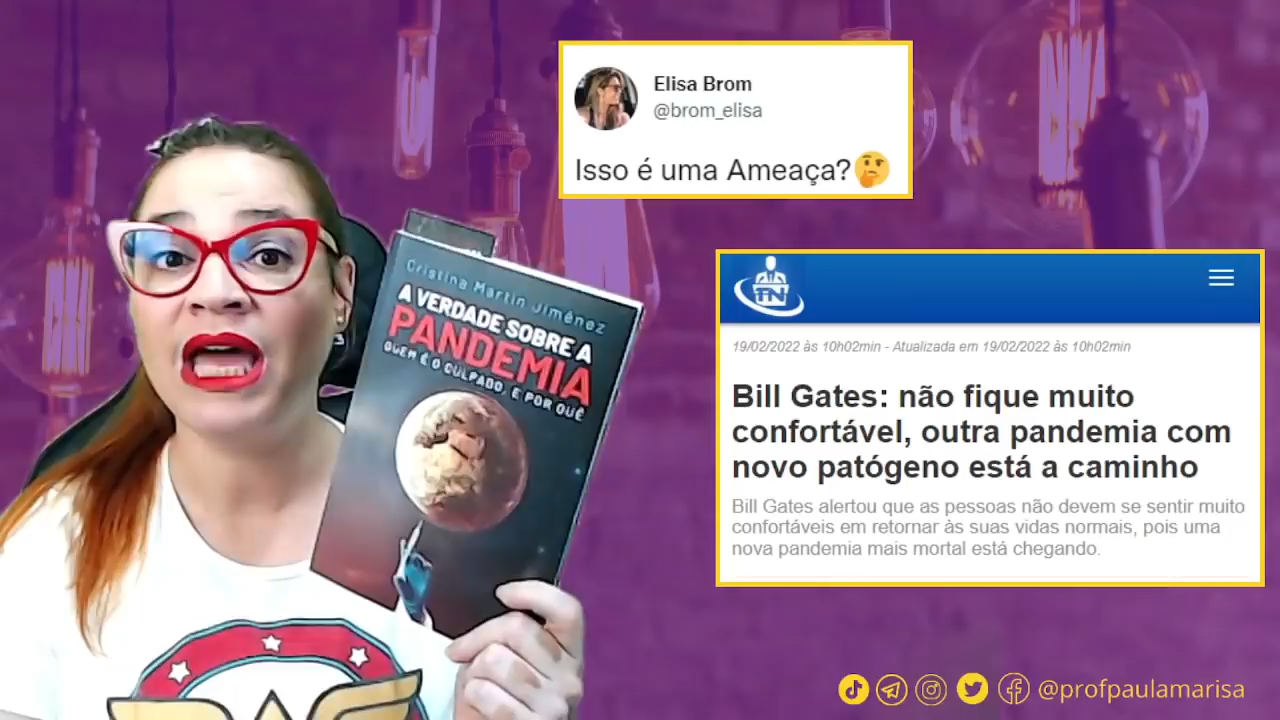 Elisa Brom
@brom_elisa
Isso é uma Ameaça?🤔
Cristina Martín Jiménez
A VERDADE SOBRE A
PANDEMIA
QUEM É O CULPADO, E POR QUÊ
TN
19/02/2022 às 10h02min - Atualizada em 19/02/2022 às 10h02min
Bill Gates: não fique muito
confortável, outra pandemia com
novo patógeno está a caminho
Bill Gates alertou que as pessoas não devem se sentir muito
confortáveis em retornar às suas vidas normais, pois uma
nova pandemia mais mortal está chegando.
@profpaulamarisa